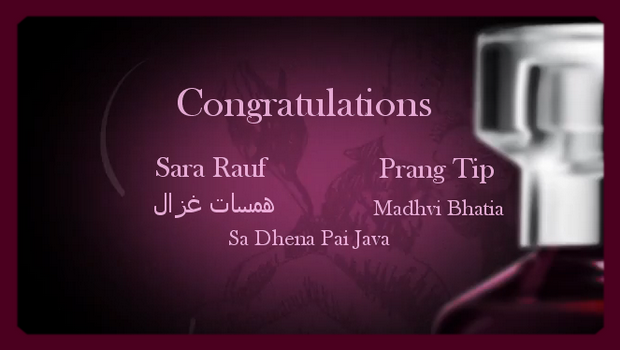 Congratulations
Sara Rauf
Prang Tip
همسات غزال
Madhvi Bhatia
Sa Dhena Pai Java